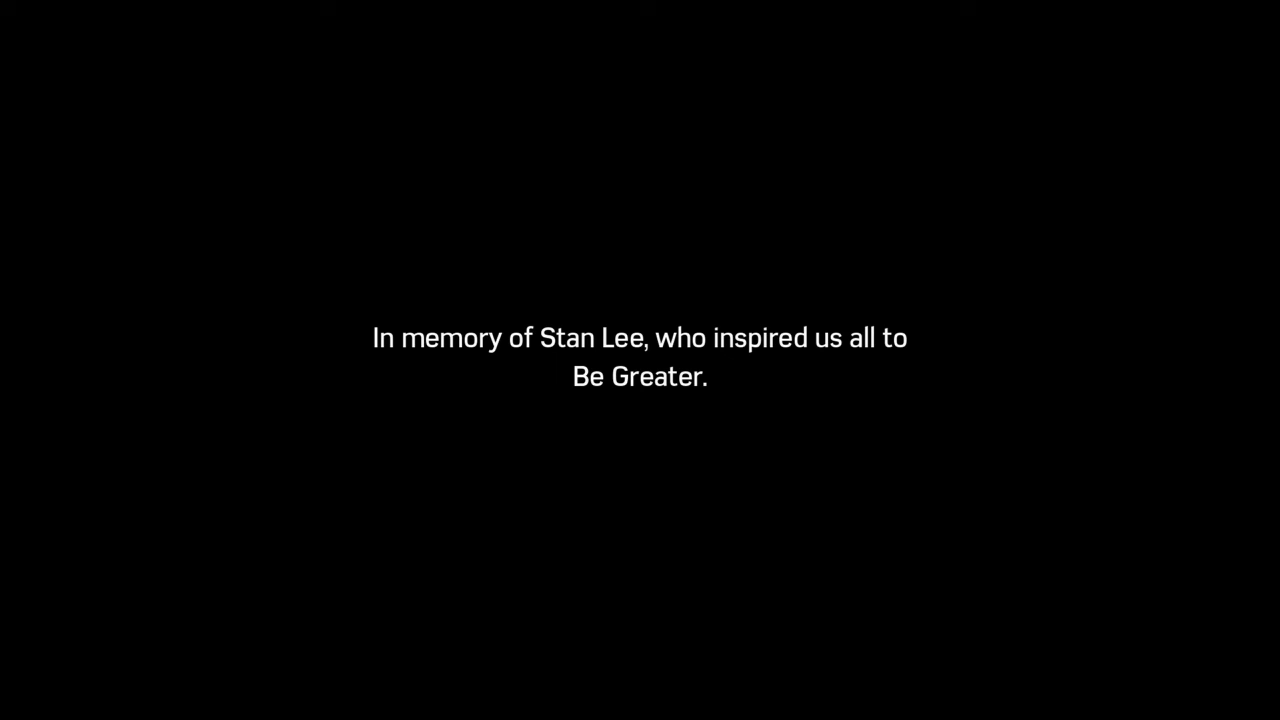 In memory of Stan Lee, who inspired us all to
Be Greater.